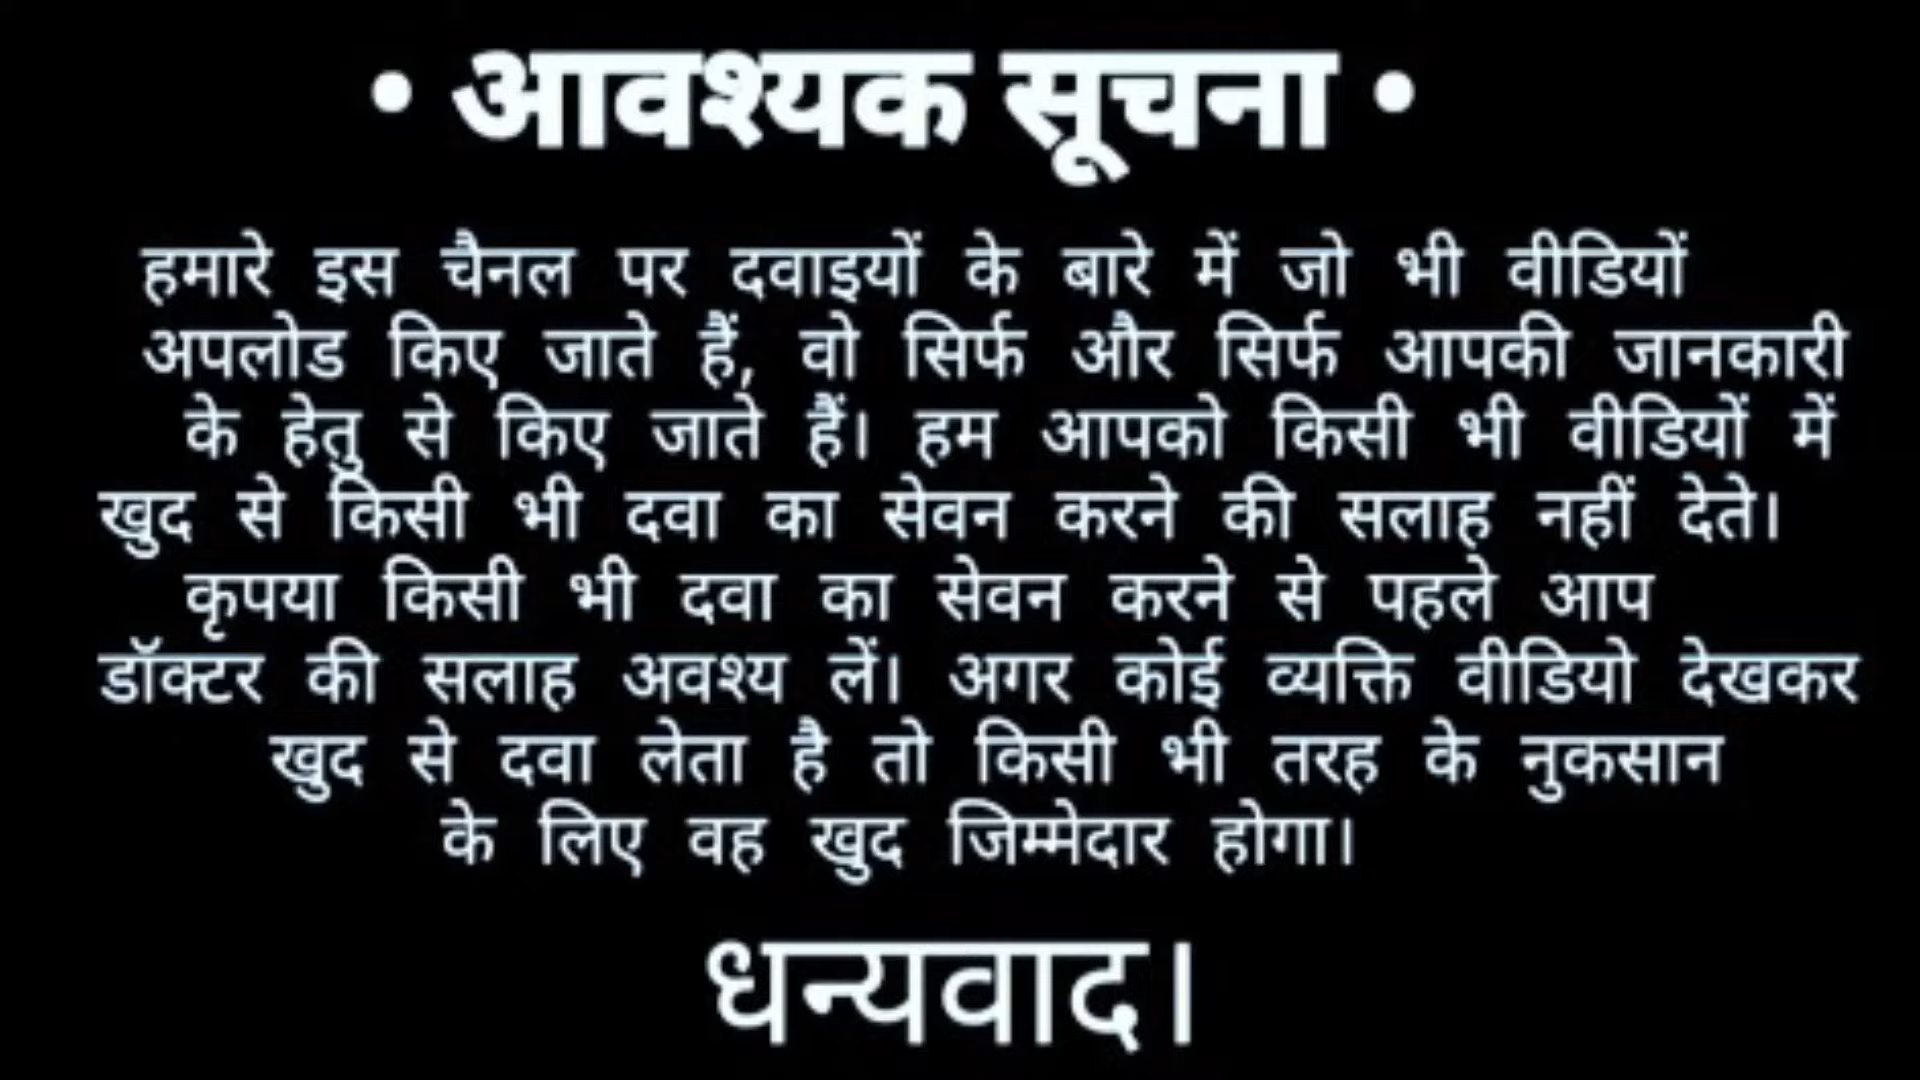 • आवश्यक सूचना •
हमारे इस चैनल पर दवाइयों के बारे में जो भी वीडियों
अपलोड किए जाते हैं, वो सिर्फ और सिर्फ आपकी जानकारी
के हेतु से किए जाते हैं। हम आपको किसी भी वीडियों में
खुद से किसी भी दवा का सेवन करने की सलाह नहीं देते।
कृपया किसी भी दवा का सेवन करने से पहले आप
डॉक्टर की सलाह अवश्य लें। अगर कोई व्यक्ति वीडियो देखकर
खुद से दवा लेता है तो किसी भी तरह के नुकसान
के लिए वह खुद जिम्मेदार होगा।
धन्यवाद।